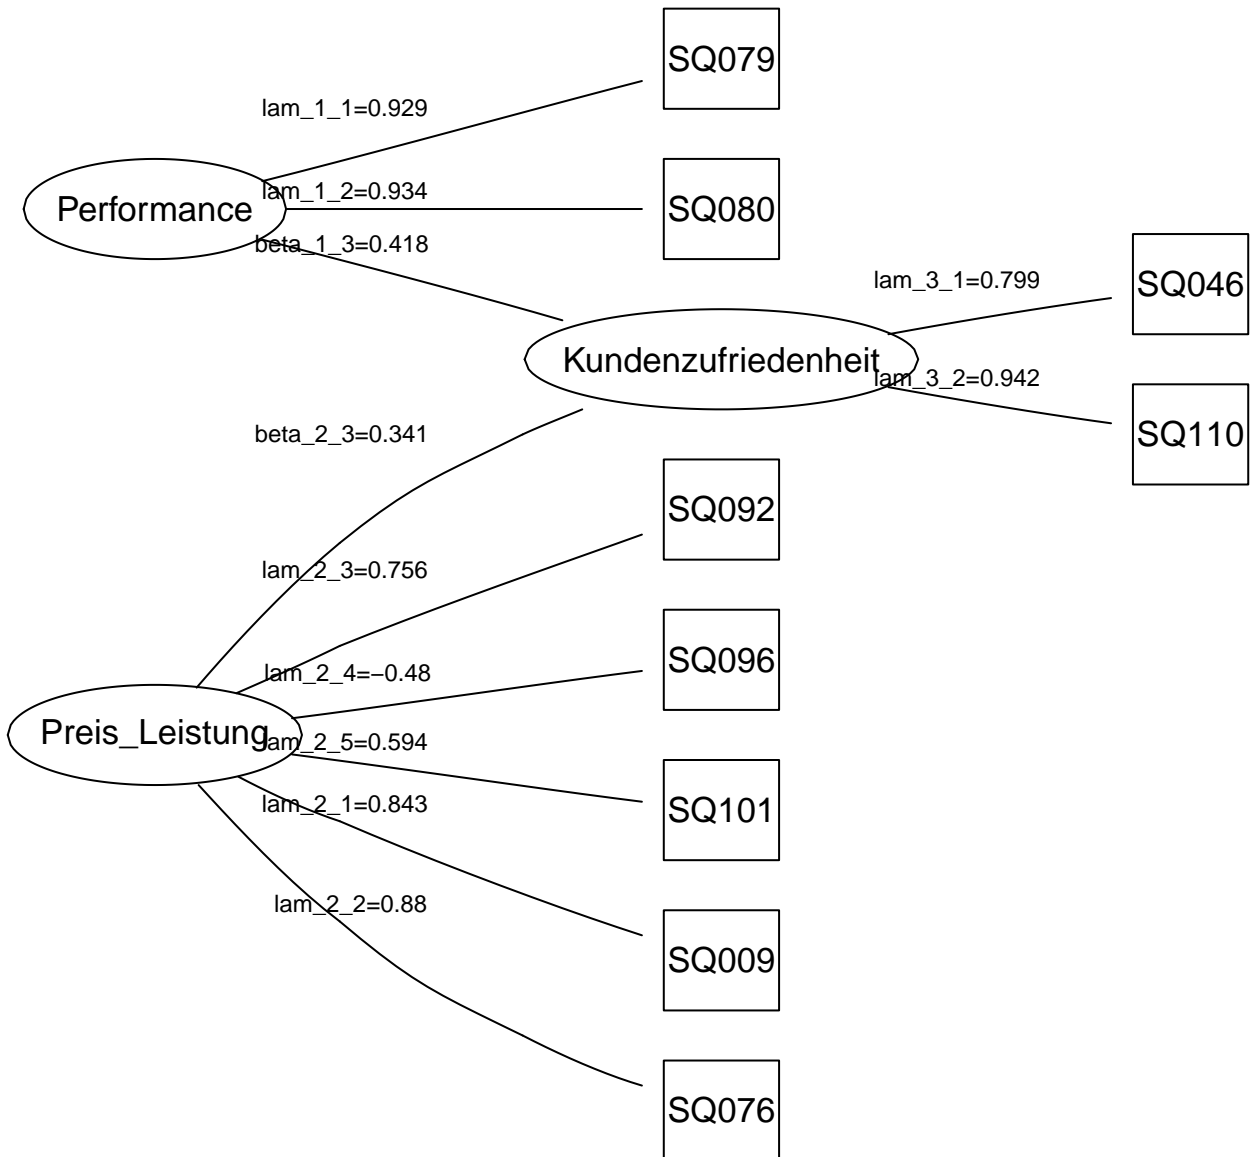 SQ079
lam_1_1=0.929
lam_1_2=0.934
Performance
SQ080
beta_1_3=0.418
lam_3_1=0.799
SQ046
Kundenzufriedenheit
lam_3_2=0.942
beta_2_3=0.341
SQ110
SQ092
lam_2_3=0.756
SQ096
lam_2_4=−0.48
Preis_Leistung
lam_2_5=0.594
lam_2_1=0.843
SQ101
lam_2_2=0.88
SQ009
SQ076